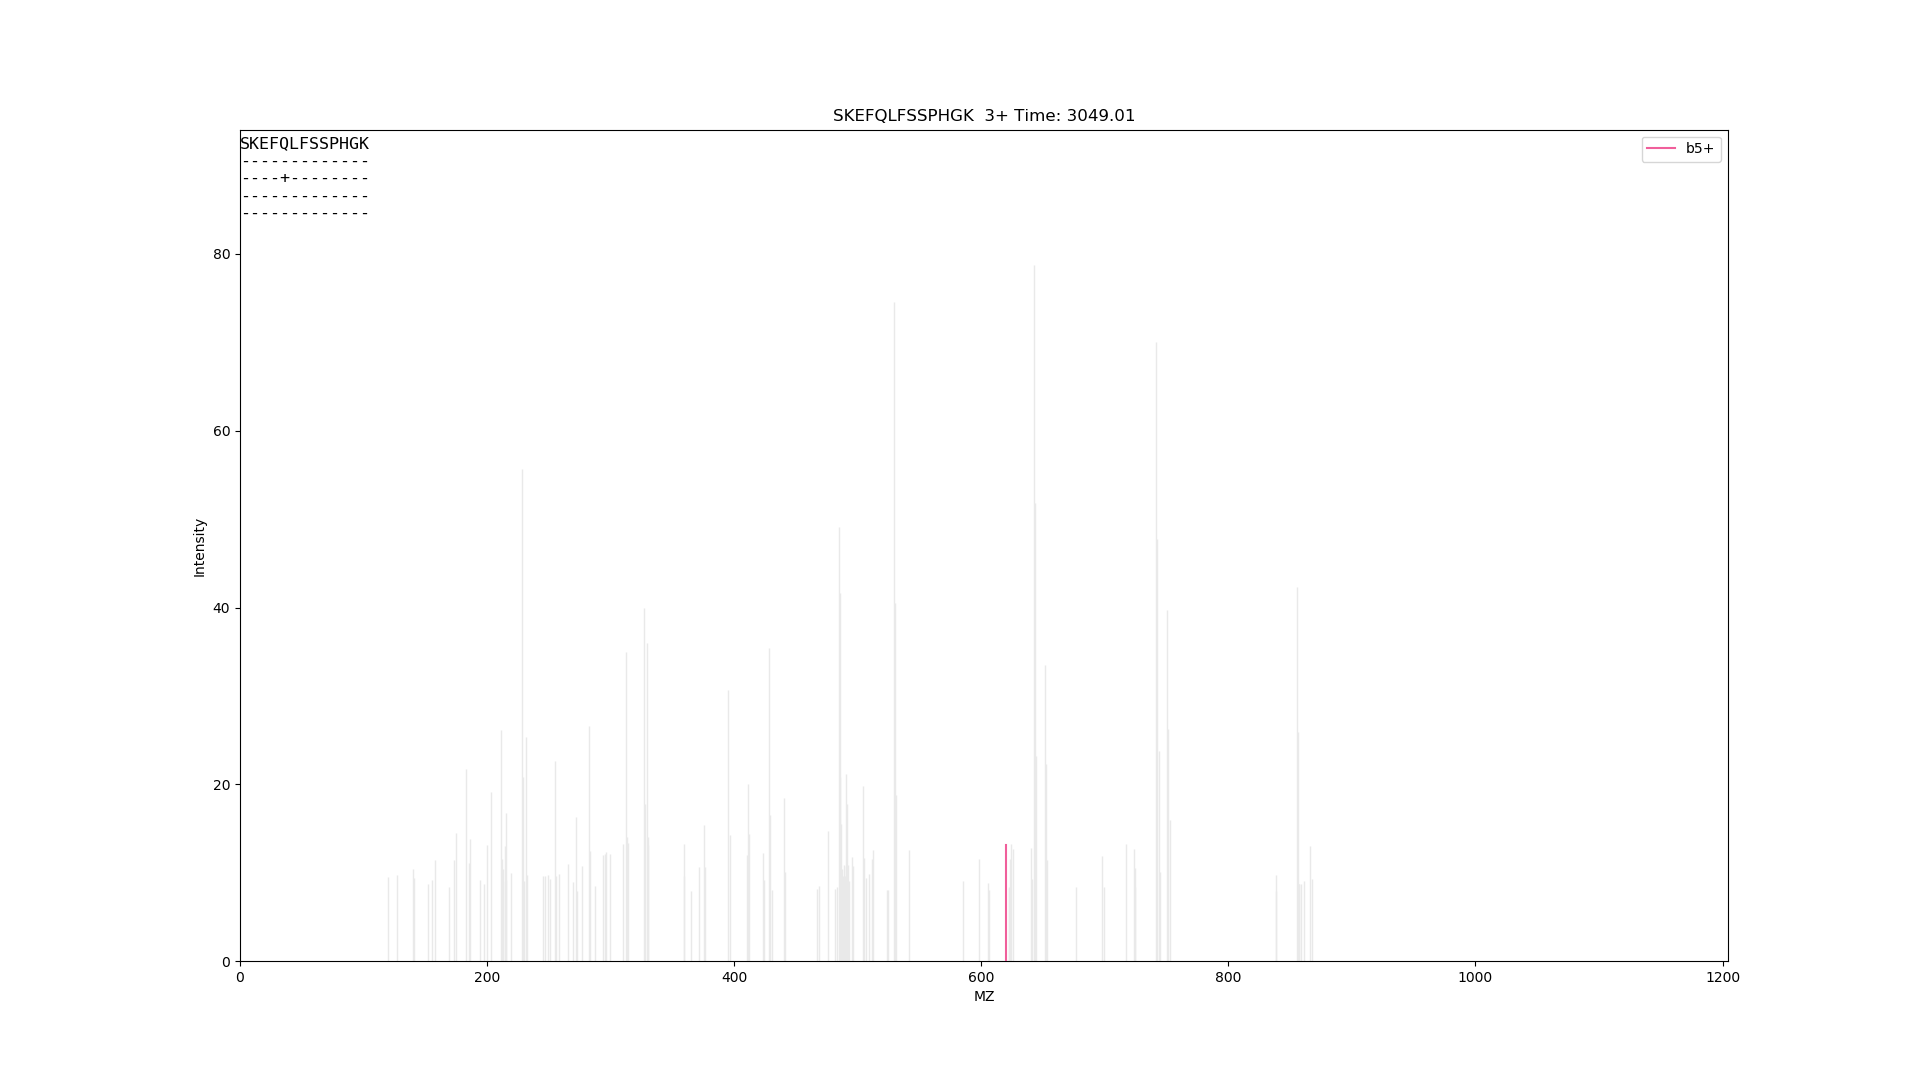 SKEFQLFSSPHGK  3+ Time: 3049.01
SKEFQLFSSPHGK
-------------
----+--------
-------------
-------------
b5+
80
60
40
20
0
Intensity
0 200 400 600 800 1000 1200
MZ